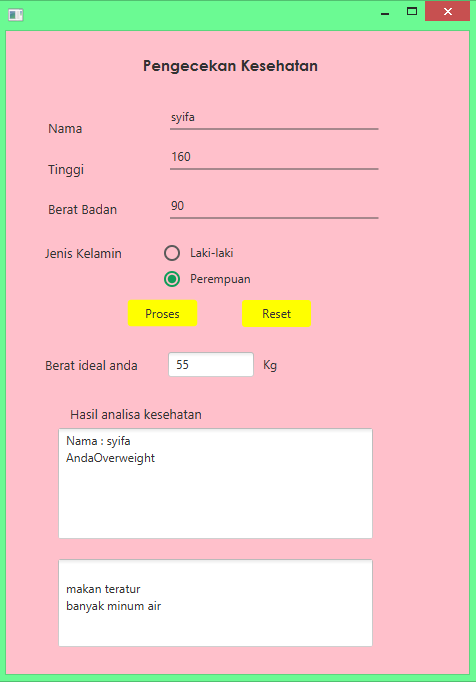 Pengecekan Kesehatan
Nama syifa
Tinggi 160
Berat Badan 90
Jenis Kelamin Laki-laki
Perempuan
Proses Reset
Berat ideal anda 55 Kg
Hasil analisa kesehatan
Nama : syifa
AndaOverweight
makan teratur
banyak minum air